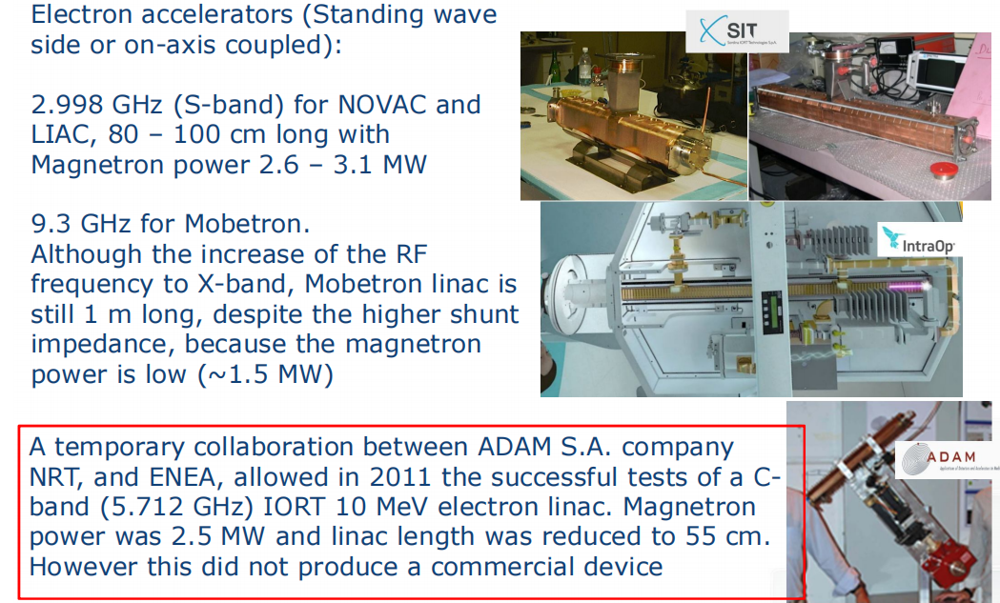 Electron accelerators (Standing wave
side or on-axis coupled):
2.998 GHz (S-band) for NOVAC and
LIAC, 80 – 100 cm long with
Magnetron power 2.6 – 3.1 MW
9.3 GHz for Mobetron.
Although the increase of the RF
frequency to X-band, Mobetron linac is
still 1 m long, despite the higher shunt
impedance, because the magnetron
power is low (~1.5 MW)
A temporary collaboration between ADAM S.A. company
NRT, and ENEA, allowed in 2011 the successful tests of a C-
band (5.712 GHz) IORT 10 MeV electron linac. Magnetron
power was 2.5 MW and linac length was reduced to 55 cm.
However this did not produce a commercial device
SIT
Sordina IORT Technologies S.p.A.
IntraOp
ADAM